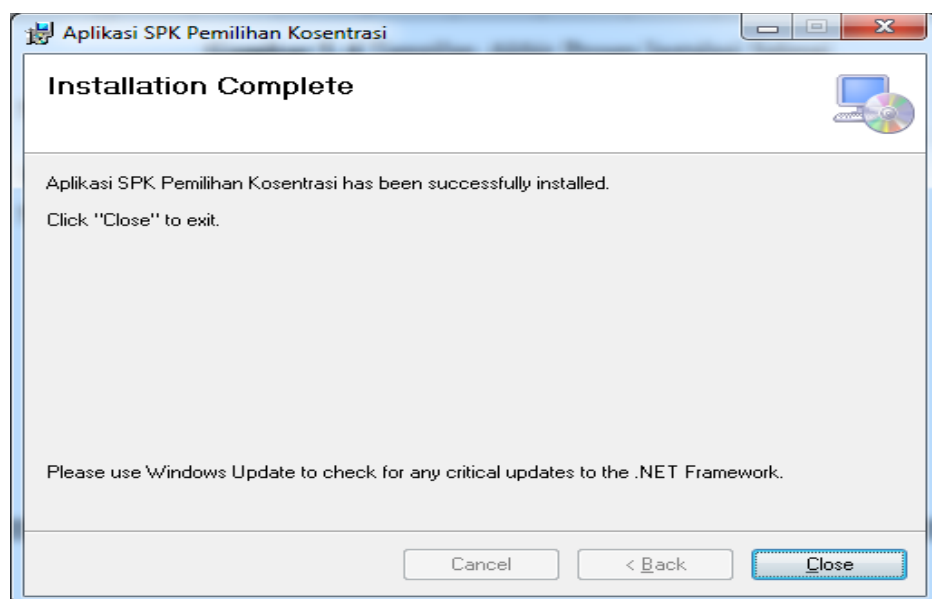 Aplikasi SPK Pemilihan Kosentrasi
Installation Complete
Aplikasi SPK Pemilihan Kosentrasi has been successfully installed.
Click "Close" to exit.
Please use Windows Update to check for any critical updates to the .NET Framework.
Cancel
< Back
Close